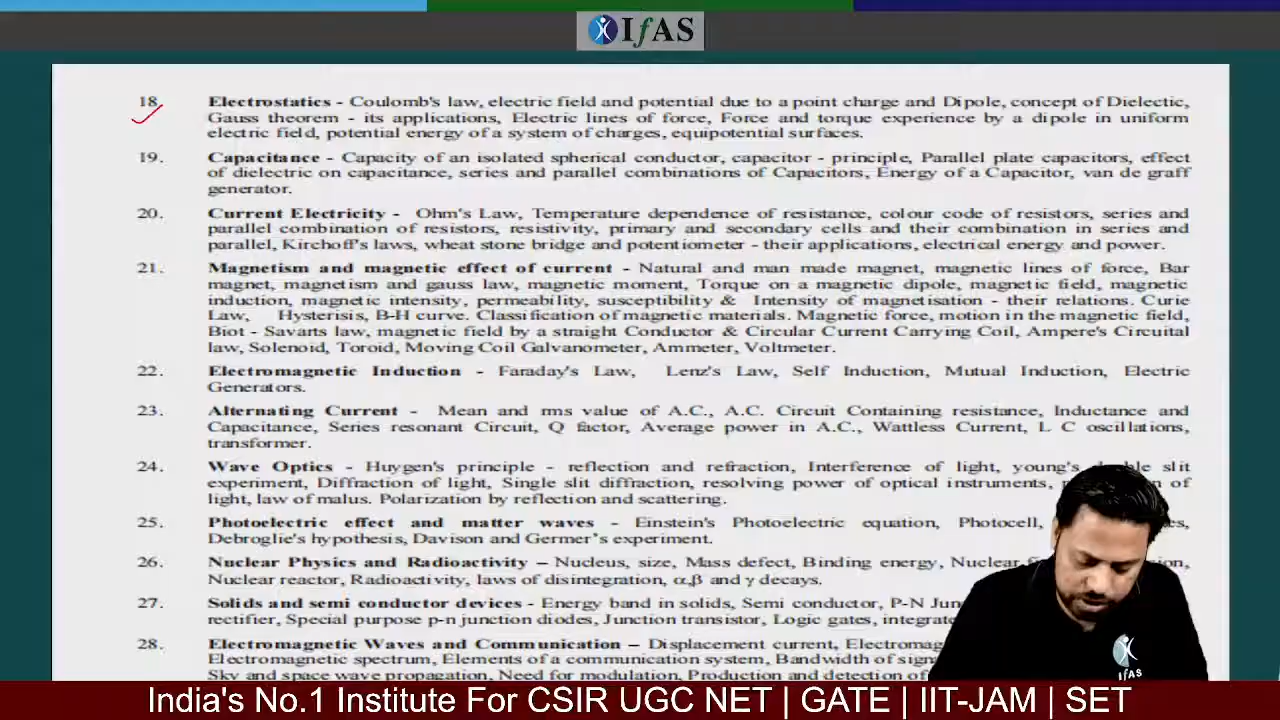 IfAS
18. Electrostatics - Coulomb's law, electric field and potential due to a point charge and Dipole, concept of Dielectic,
Gauss theorem - its applications, Electric lines of force, Force and torque experience by a dipole in uniform
electric field, potential energy of a system of charges, equipotential surfaces.
19. Capacitance - Capacity of an isolated spherical conductor, capacitor - principle, Parallel plate capacitors, effect
of dielectric on capacitance, series and parallel combinations of Capacitors, Energy of a Capacitor, van de graff
generator.
20. Current Electricity - Ohm's Law, Temperature dependence of resistance, colour code of resistors, series and
parallel combination of resistors, resistivity, primary and secondary cells and their combination in series and
parallel, Kirchoff's laws, wheat stone bridge and potentiometer - their applications, electrical energy and power.
21. Magnetism and magnetic effect of current - Natural and man made magnet, magnetic lines of force, Bar
magnet, magnetism and gauss law, magnetic moment, Torque on a magnetic dipole, magnetic field, magnetic
induction, magnetic intensity, permeability, susceptibility & Intensity of magnetisation - their relations. Curie
Law, Hysterisis, B-H curve. Classification of magnetic materials. Magnetic force, motion in the magnetic field,
Biot - Savarts law, magnetic field by a straight Conductor & Circular Current Carrying Coil, Ampere's Circuital
law, Solenoid, Toroid, Moving Coil Galvanometer, Ammeter, Voltmeter.
22. Electromagnetic Induction - Faraday's Law, Lenz's Law, Self Induction, Mutual Induction, Electric
Generators.
23. Alternating Current - Mean and rms value of A.C., A.C. Circuit Containing resistance, Inductance and
Capacitance, Series resonant Circuit, Q factor, Average power in A.C., Wattless Current, L C oscillations,
transformer.
24. Wave Optics - Huygen's principle - reflection and refraction, Interference of light, young's slit
experiment, Diffraction of light, Single slit diffraction, resolving power of optical instruments, of
light, law of malus. Polarization by reflection and scattering.
25. Photoelectric effect and matter waves - Einstein's Photoelectric equation, Photocell,
Debroglie's hypothesis, Davison and Germer's experiment.
26. Nuclear Physics and Radioactivity – Nucleus, size, Mass defect, Binding energy, Nuclear
Nuclear reactor, Radioactivity, laws of disintegration, α,β and γ decays.
27. Solids and semi conductor devices - Energy band in solids, Semi conductor, P-N
rectifier, Special purpose p-n junction diodes, Junction transistor, Logic gates,
28. Electromagnetic Waves and Communication – Displacement current,
Electromagnetic spectrum, Elements of a communication system, Bandwidth of
Sky and space wave propagation, Need for modulation, Production and detection of
IfAS
India's No.1 Institute For CSIR UGC NET | GATE | IIT-JAM | SET